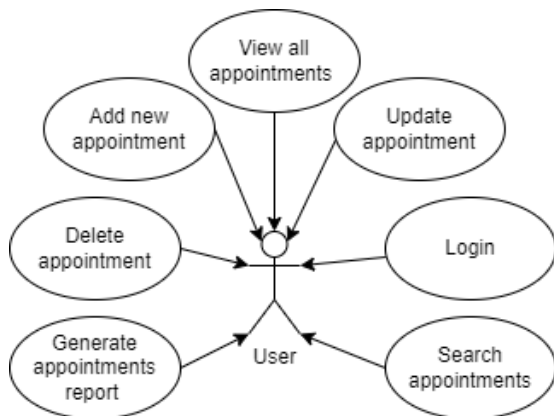 View all
appointments
Add new
appointment
Update
appointment
Delete
appointment
Login
Generate
appointments
report
User
Search
appointments